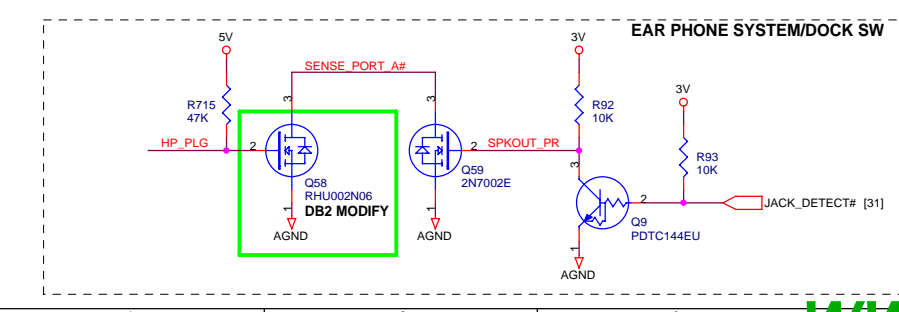 EAR PHONE SYSTEM/DOCK SW
5V
3V
SENSE_PORT_A#
3V
3
3
R715
47K
R92
10K
HP_PLG
2
2
SPKOUT_PR
R93
10K
3
Q58
RHU002N06
DB2 MODIFY
Q59
2N7002E
2
JACK_DETECT# [31]
1
1
Q9
PDTC144EU
AGND
AGND
1
AGND